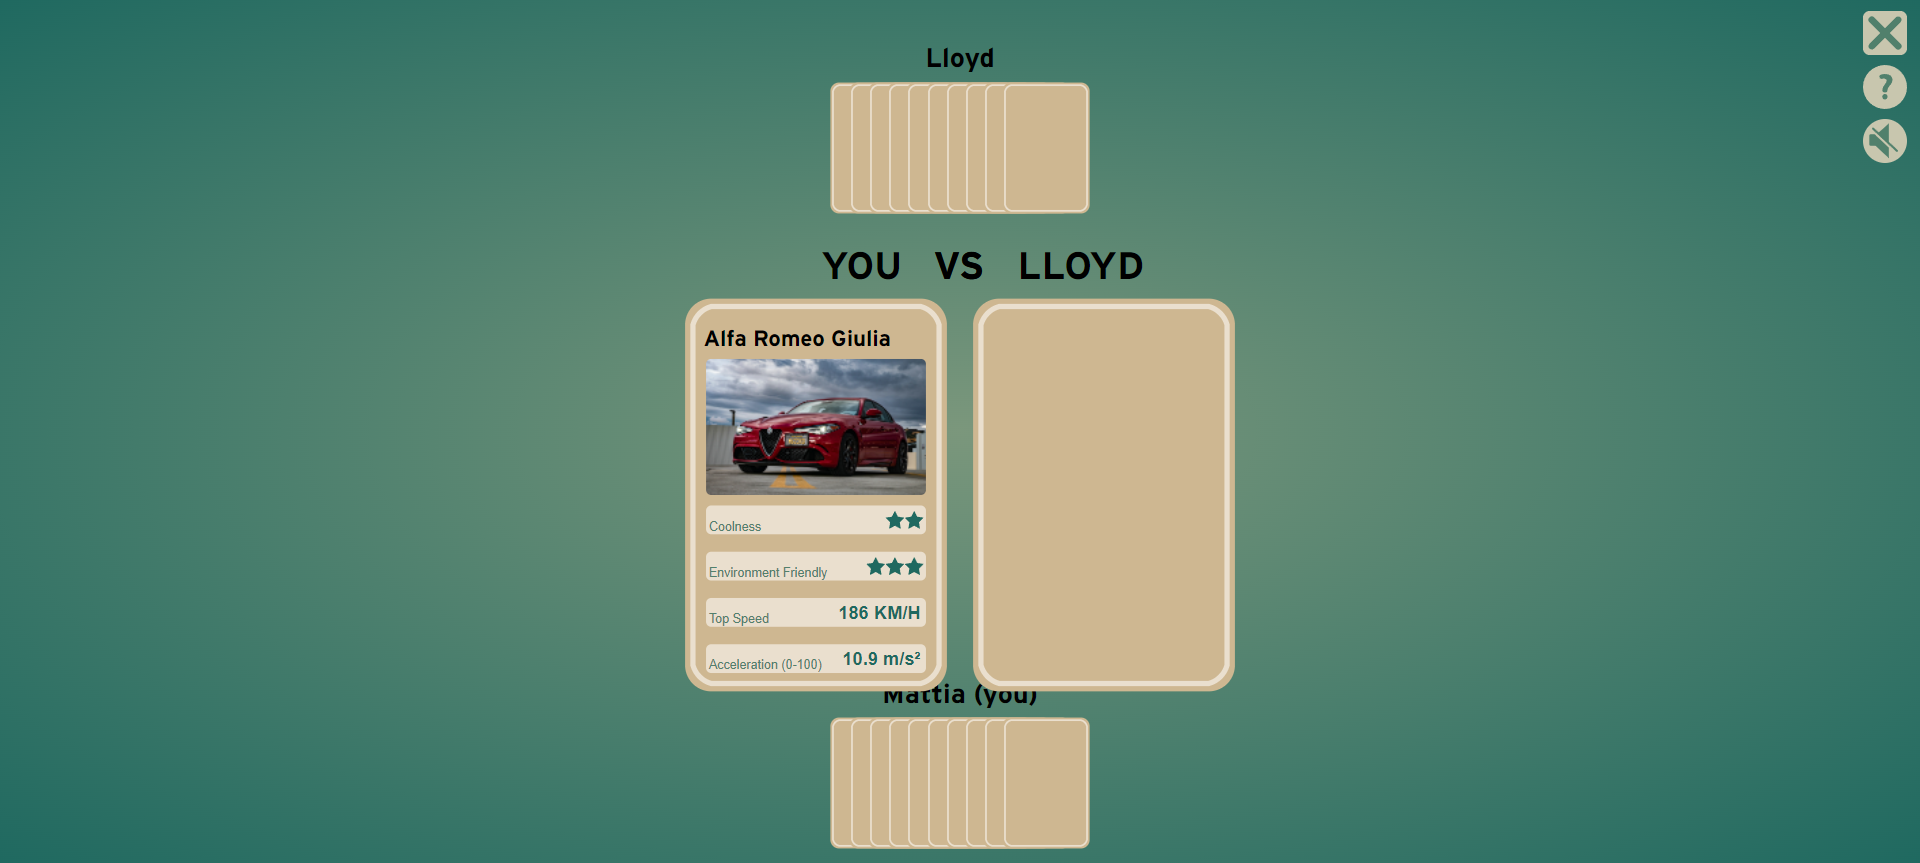 Lloyd
?
YOU VS LLOYD
Alfa Romeo Giulia
Coolness
Environment Friendly
Top Speed 186 KM/H
Acceleration (0-100) 10.9 m/s²
Mattia (you)